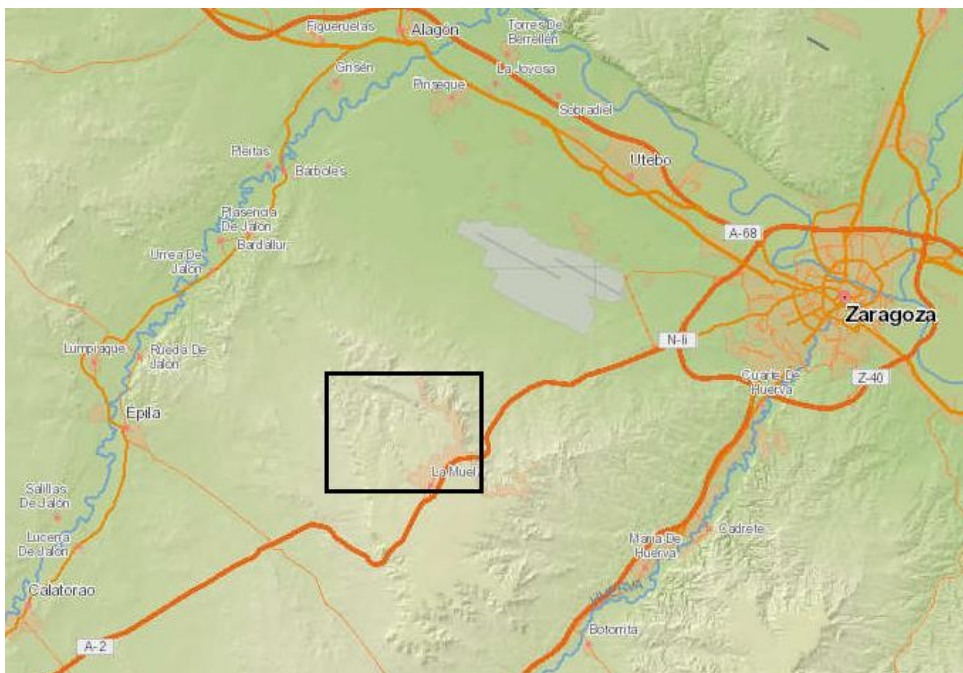 Figueruelas
Alagón
Torres De
Berrellén
Grisén
La Joyosa
Pinseque
Sobradiel
Utebo
Pleitas
Bárboles
Plasencia
De Jalón
Bardallur
Urrea De
Jalón
A-68
Zaragoza
N-Ii
Z-40
Lumpiaque
Rueda De
Jalón
Cuarte De
Huerva
Épila
La Muel
Salillas
De Jalón
Lucena
De Jalón
Cadrete
María De
Huerva
HUERVA
Calatorao
Botorrita
A-2